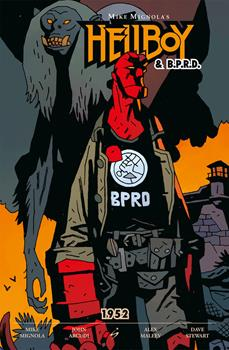 MIKE MIGNOLA'S
HELLBOY
& B.P.R.D.
BPRD
1952
MIKE MIGNOLA
JOHN ARCUDI
ALEX MALEEV
DAVE STEWART